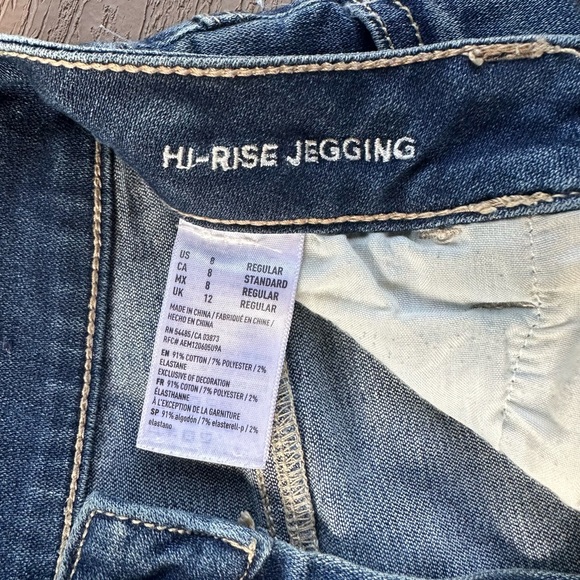 HI-RISE JEGGING
US 8 REGULAR
CA 8 STANDARD
MX 8 REGULAR
UK 12 REGULAR
MADE IN CHINA / FABRIQUÉ EN CHINE /
HECHO EN CHINA
RN 54485/CA 03873
RFC# AEM120605U9A
EN 91% COTTON / 7% POLYESTER / 2%
ELASTANE
EXCLUSIVE OF DECORATION
FR 91% COTON / 7% POLYESTER / 2%
ÉLASTHANNE
À L'EXCEPTION DE LA GARNITURE
SP 91% algodón / 7% elasterell-p / 2%
elastano